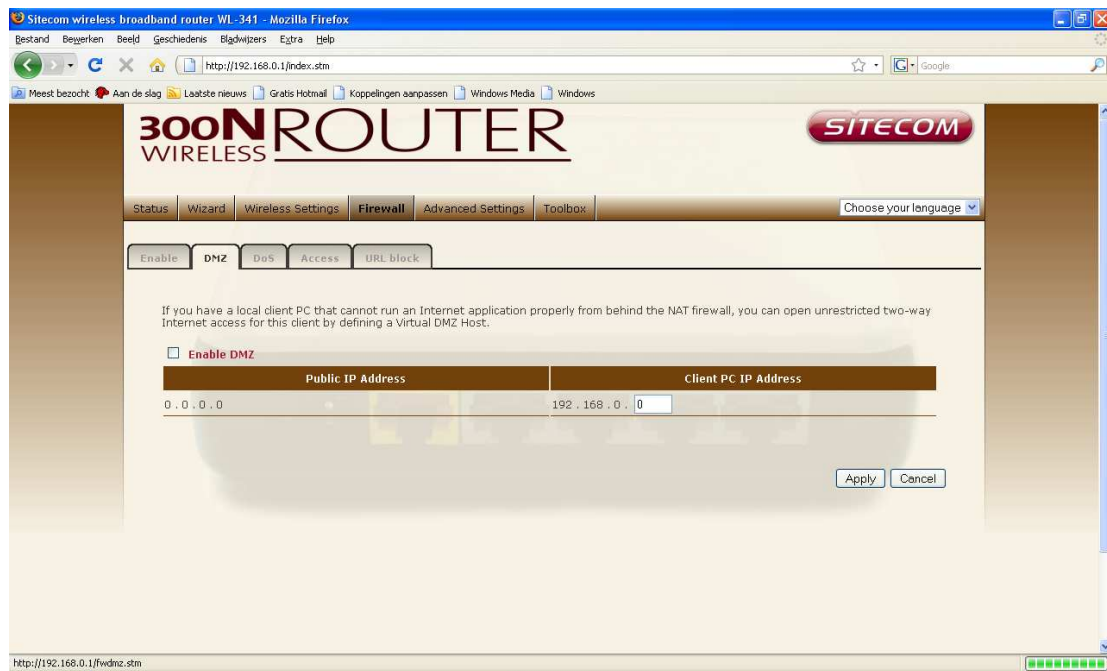 Sitecom wireless broadband router WL-341 - Mozilla Firefox
Bestand Bewerken Beeld Geschiedenis Bladwijzers Extra Help
http://192.168.0.1/index.stm
Google
Meest bezocht Aan de slag Laatste nieuws Gratis Hotmail Koppelingen aanpassen Windows Media Windows
300N ROUTER
WIRELESS
SITECOM
Status Wizard Wireless Settings Firewall Advanced Settings Toolbox Choose your language
Enable DMZ DoS Access URL block
If you have a local client PC that cannot run an Internet application properly from behind the NAT firewall, you can open unrestricted two-way
Internet access for this client by defining a Virtual DMZ Host.
Enable DMZ
Public IP Address Client PC IP Address
0.0.0.0 192.168.0. 0
Apply Cancel
http://192.168.0.1/fwdmz.stm